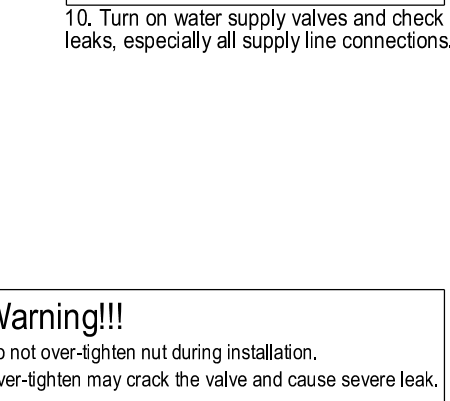 10. Turn on water supply valves and check
leaks, especially all supply line connections.
Warning!!!
o not over-tighten nut during installation.
ver-tighten may crack the valve and cause severe leak.